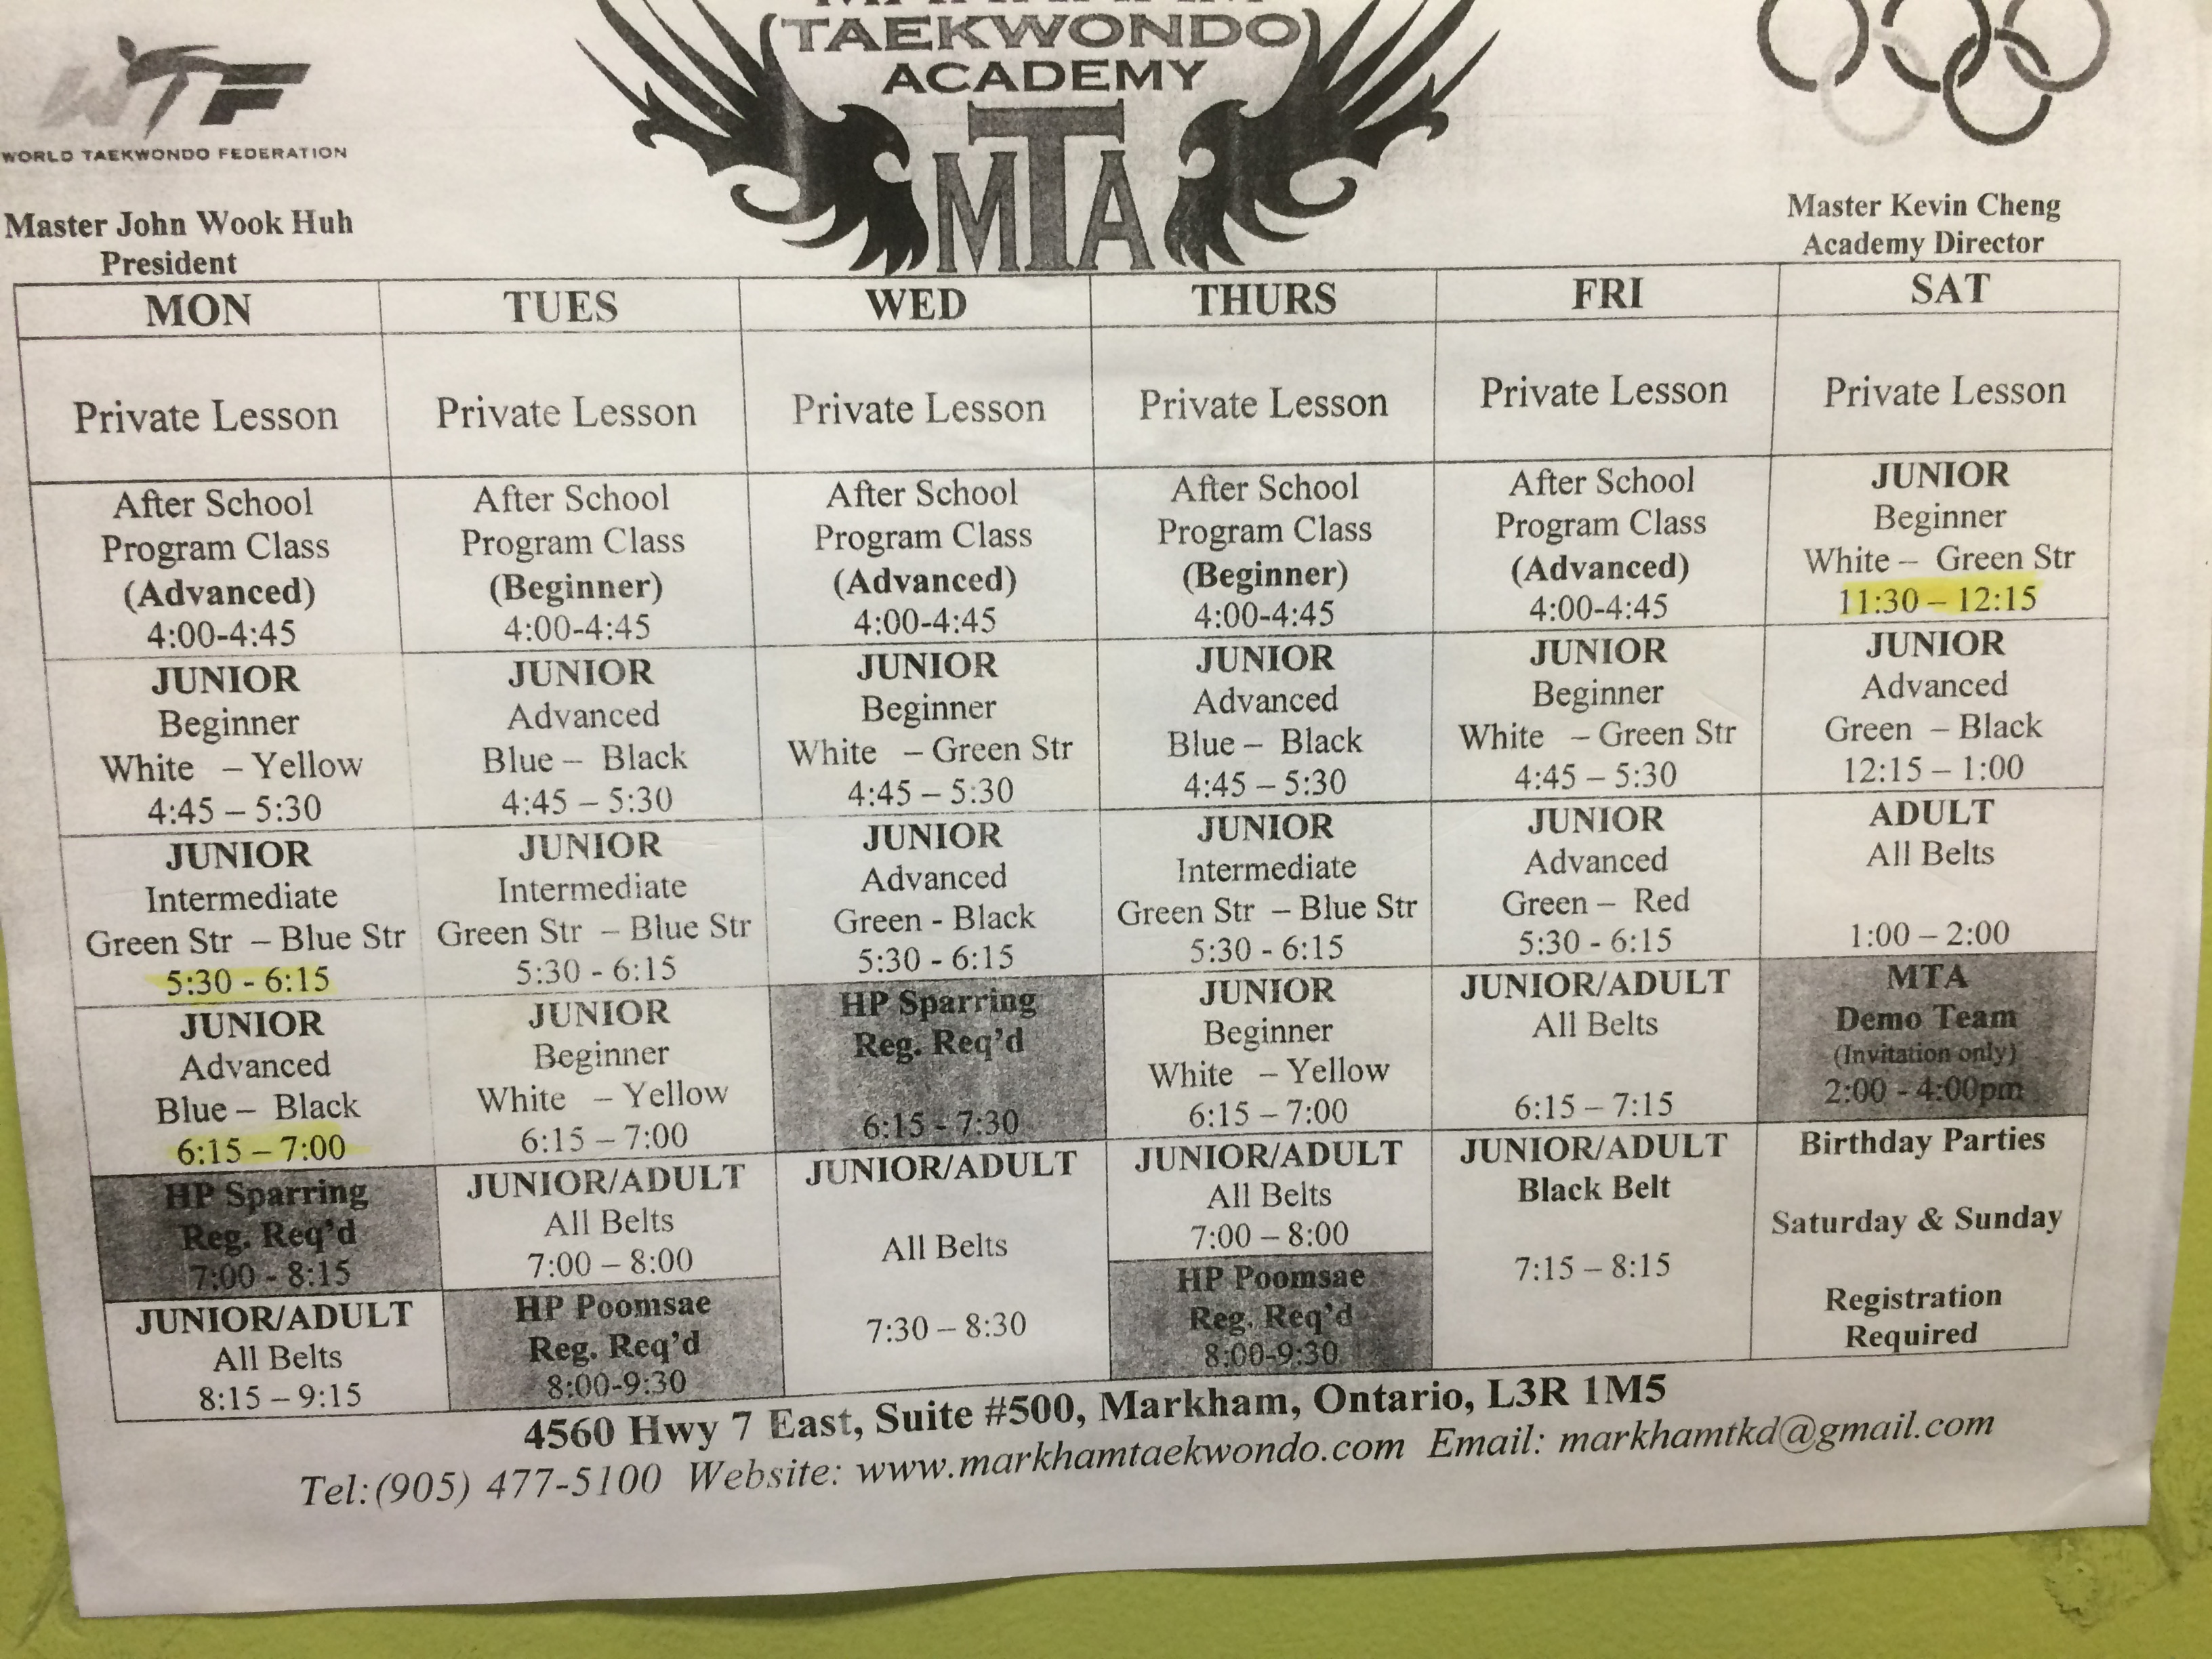 TAEKWONDO
ACADEMY
MTA
WTF
WORLD TAEKWONDO FEDERATION
Master John Wook Huh
President
Master Kevin Cheng
Academy Director
MON
TUES
WED
THURS
FRI
SAT
Private Lesson
Private Lesson
Private Lesson
Private Lesson
Private Lesson
Private Lesson
After School
Program Class
(Advanced)
4:00-4:45
After School
Program Class
(Beginner)
4:00-4:45
After School
Program Class
(Advanced)
4:00-4:45
After School
Program Class
(Beginner)
4:00-4:45
After School
Program Class
(Advanced)
4:00-4:45
JUNIOR
Beginner
White – Green Str
11:30 – 12:15
JUNIOR
Beginner
White – Yellow
4:45 – 5:30
JUNIOR
Advanced
Blue – Black
4:45 – 5:30
JUNIOR
Beginner
White – Green Str
4:45 – 5:30
JUNIOR
Advanced
Blue – Black
4:45 – 5:30
JUNIOR
Beginner
White – Green Str
4:45 – 5:30
JUNIOR
Advanced
Green – Black
12:15 – 1:00
JUNIOR
Intermediate
Green Str – Blue Str
5:30 - 6:15
JUNIOR
Intermediate
Green Str – Blue Str
5:30 - 6:15
JUNIOR
Advanced
Green - Black
5:30 - 6:15
JUNIOR
Intermediate
Green Str – Blue Str
5:30 - 6:15
JUNIOR
Advanced
Green – Red
5:30 - 6:15
ADULT
All Belts
1:00 – 2:00
JUNIOR
Advanced
Blue – Black
6:15 – 7:00
JUNIOR
Beginner
White – Yellow
6:15 – 7:00
HP Sparring
Reg. Req'd
6:15 - 7:30
JUNIOR
Beginner
White – Yellow
6:15 – 7:00
JUNIOR/ADULT
All Belts
6:15 – 7:15
MTA
Demo Team
(Invitation only)
2:00 - 4:00pm
HP Sparring
Reg. Req'd
7:00 - 8:15
JUNIOR/ADULT
All Belts
7:00 – 8:00
JUNIOR/ADULT
All Belts
7:30 – 8:30
JUNIOR/ADULT
All Belts
7:00 – 8:00
JUNIOR/ADULT
Black Belt
7:15 – 8:15
Birthday Parties
Saturday & Sunday
Registration
Required
JUNIOR/ADULT
All Belts
8:15 – 9:15
HP Poomsae
Reg. Req'd
8:00-9:30
HP Poomsae
Reg. Req'd
8:00-9:30
4560 Hwy 7 East, Suite #500, Markham, Ontario, L3R 1M5
Tel:(905) 477-5100 Website: www.markhamtaekwondo.com Email: markhamtkd@gmail.com